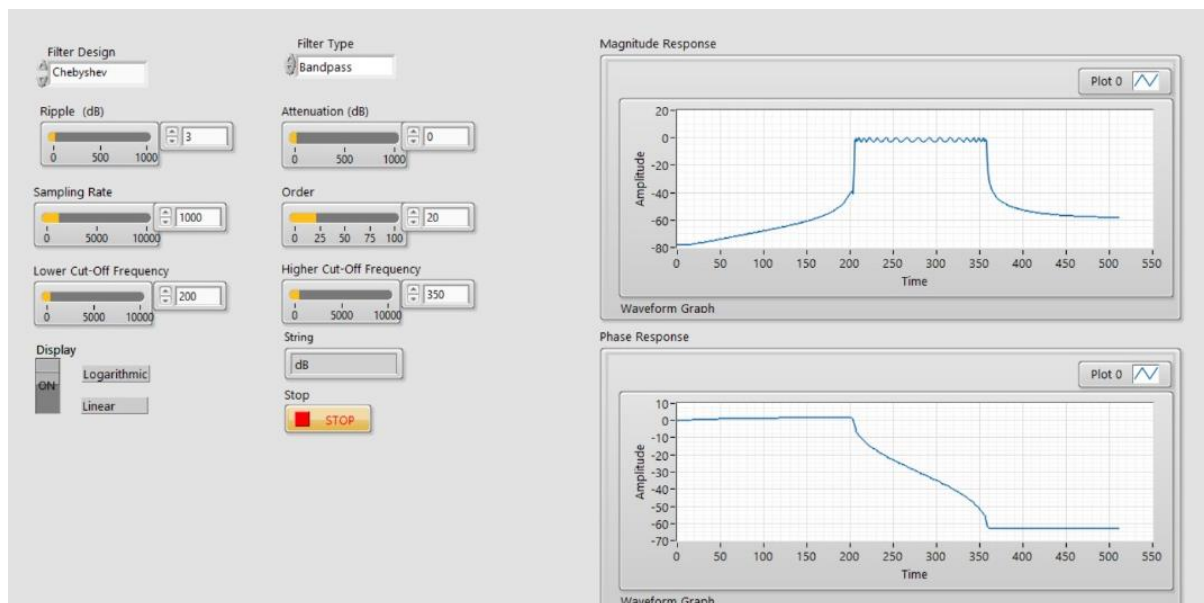 Filter Design
Chebyshev
Filter Type
Bandpass
Ripple (dB)
3
0 500 1000
Attenuation (dB)
0
0 500 1000
Sampling Rate
1000
0 5000 10000
Order
20
0 25 50 75 100
Lower Cut-Off Frequency
200
0 5000 10000
Higher Cut-Off Frequency
350
0 5000 10000
Display
ON
Logarithmic
Linear
String
dB
Stop
STOP
Magnitude Response
Plot 0
Amplitude
20
0
-20
-40
-60
-80
0 50 100 150 200 250 300 350 400 450 500 550
Time
Waveform Graph
Phase Response
Plot 0
Amplitude
10
0
-10
-20
-30
-40
-50
-60
-70
0 50 100 150 200 250 300 350 400 450 500 550
Time
Waveform Graph